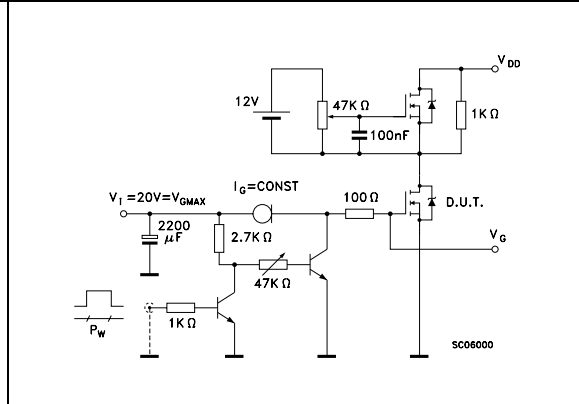 V DD
12V
47K Ω
1K Ω
100nF
V I =20V=V GMAX
I G =CONST
100 Ω
D.U.T.
2200
μF
2.7K Ω
V G
47K Ω
1K Ω
P W
SC06000